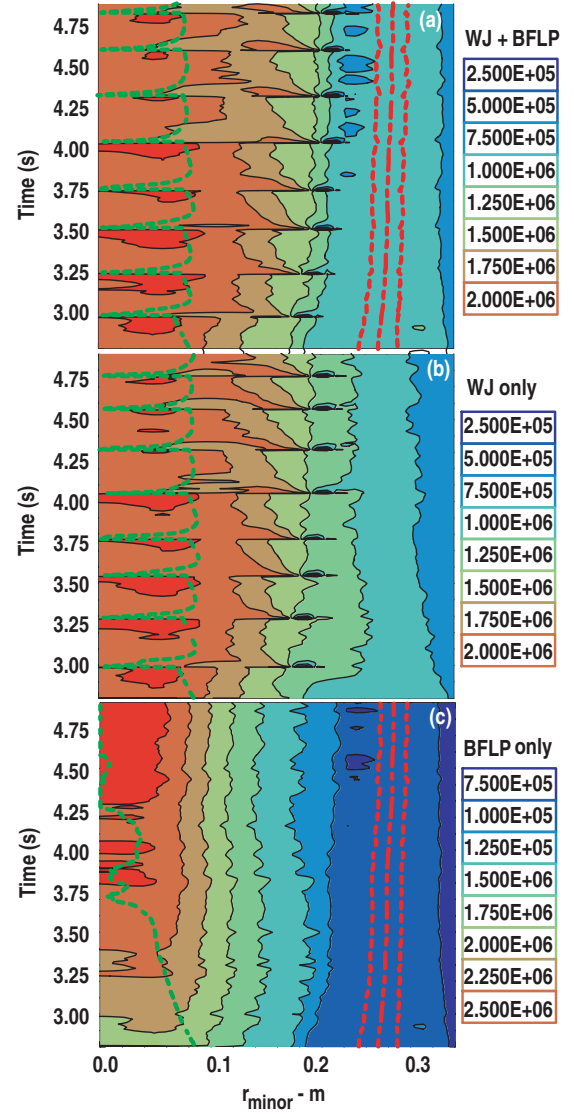 (a)
WJ + BFLP
4.75
4.50
4.25
4.00
3.75
3.50
3.25
3.00
Time (s)
2.500E+05
5.000E+05
7.500E+05
1.000E+06
1.250E+06
1.500E+06
1.750E+06
2.000E+06
(b)
WJ only
4.75
4.50
4.25
4.00
3.75
3.50
3.25
3.00
Time (s)
2.500E+05
5.000E+05
7.500E+05
1.000E+06
1.250E+06
1.500E+06
1.750E+06
2.000E+06
(c)
BFLP only
4.75
4.50
4.25
4.00
3.75
3.50
3.25
3.00
Time (s)
7.500E+05
1.000E+05
1.250E+05
1.500E+06
1.750E+06
2.000E+06
2.250E+06
2.500E+06
0.0 0.1 0.2 0.3
r minor - m